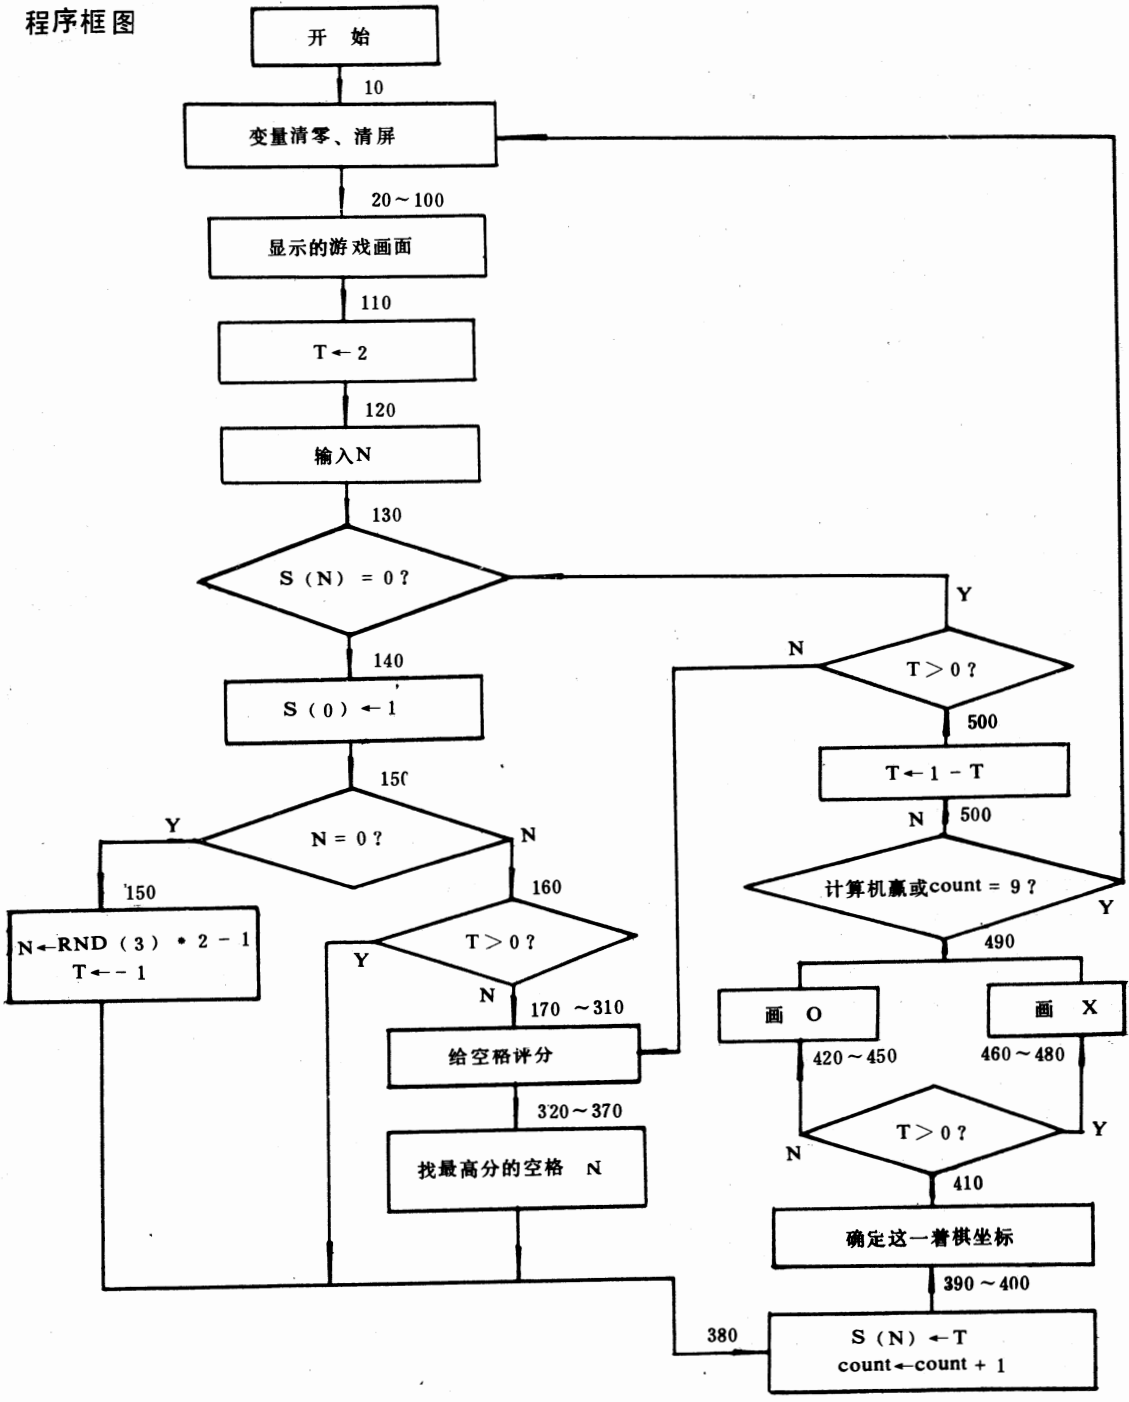 程序框图
开 始
10
变量清零、清屏
20～100
显示的游戏画面
110
T←2
120
输入N
130
S(N)=0?
140
S(0)←1
150
N=0?
Y
N
150
N←RND(3)*2-1
T←-1
160
T>0?
Y
N
170 ～310
给空格评分
320～370
找最高分的空格 N
380
S(N)←T
count←count+1
390～400
确定这一着棋坐标
410
T>0?
N
Y
420～450
460～480
画 O
画 X
490
计算机赢或count=9?
Y
N
500
T←1-T
500
T>0?
N
Y